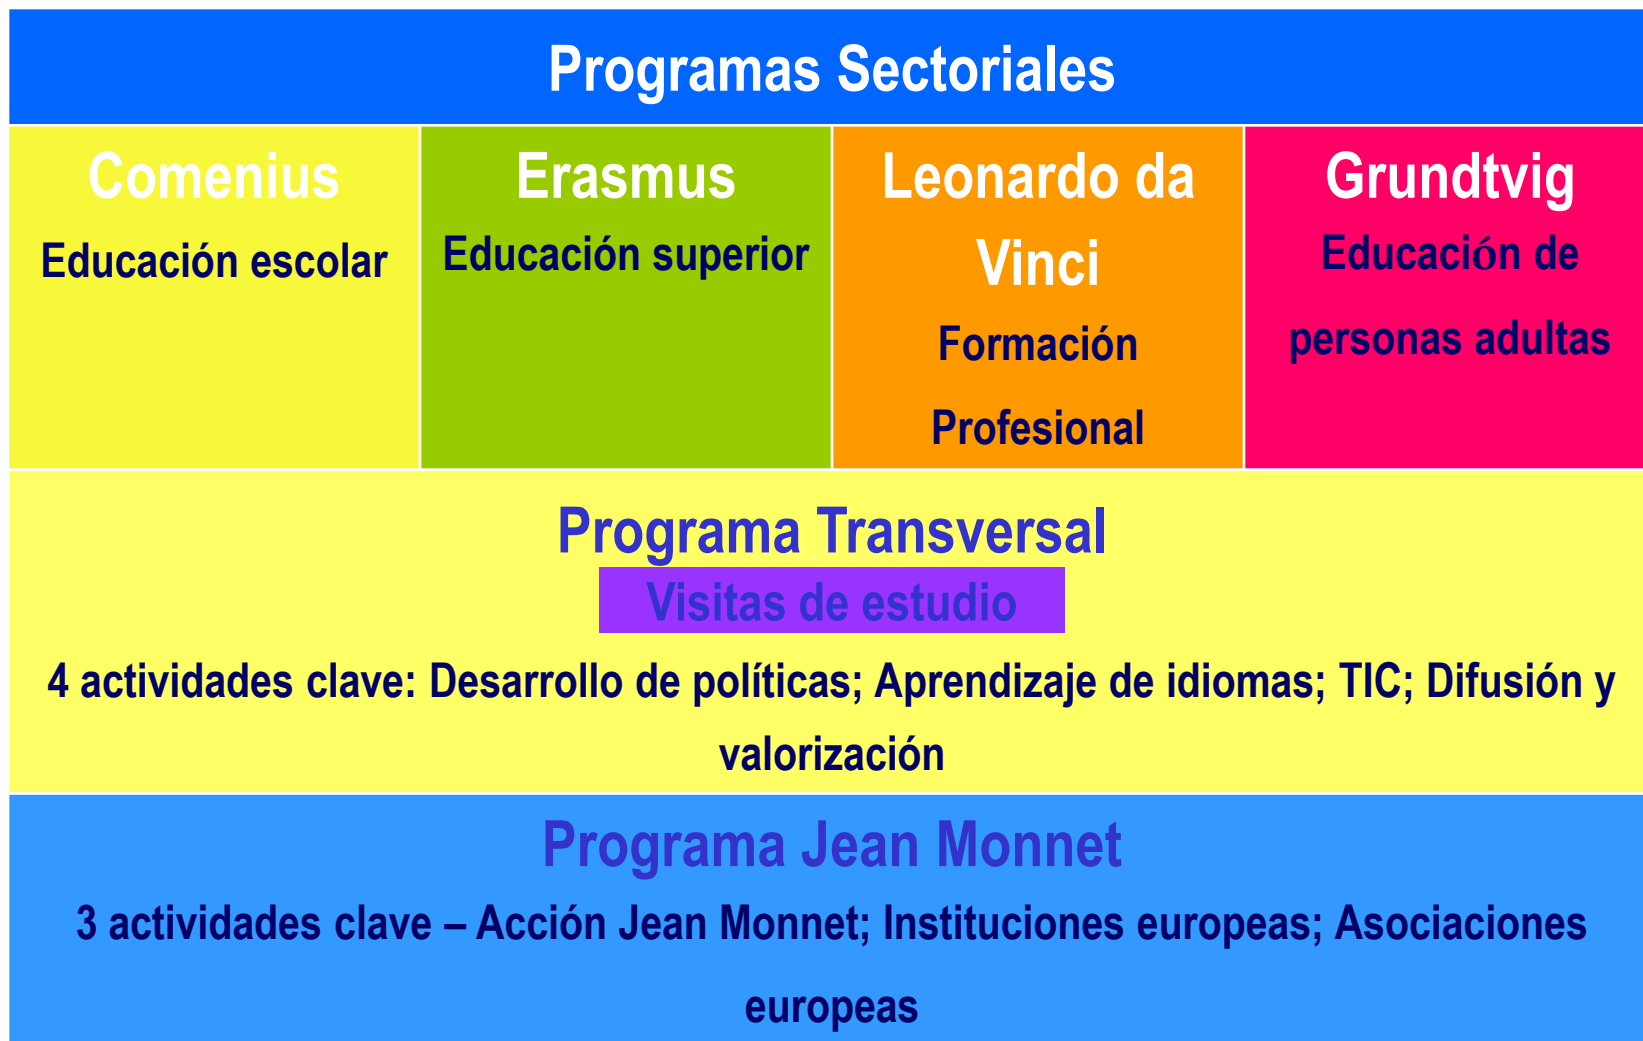 Programas Sectoriales
Comenius
Educación escolar
Erasmus
Educación superior
Leonardo da
Vinci
Formación
Profesional
Grundtvig
Educación de
personas adultas
Programa Transversal
Visitas de estudio
4 actividades clave: Desarrollo de políticas; Aprendizaje de idiomas; TIC; Difusión y
valorización
Programa Jean Monnet
3 actividades clave – Acción Jean Monnet; Instituciones europeas; Asociaciones
europeas